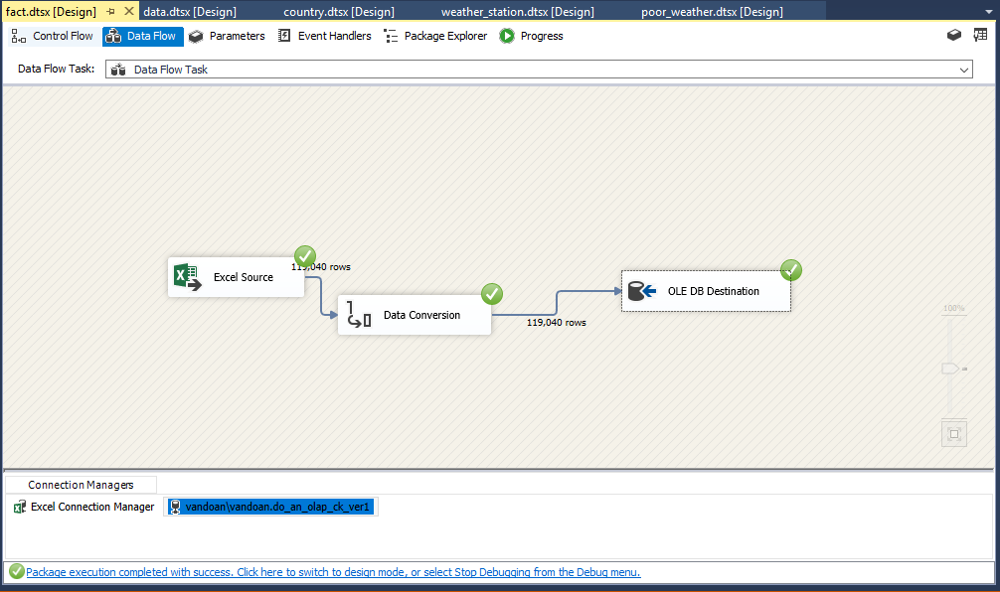 fact.dtsx [Design] data.dtsx [Design] country.dtsx [Design] weather_station.dtsx [Design] poor_weather.dtsx [Design]
Control Flow Data Flow Parameters Event Handlers Package Explorer Progress
Data Flow Task: Data Flow Task
Excel Source
119,040 rows
Data Conversion
119,040 rows
OLE DB Destination
100%
Connection Managers
Excel Connection Manager vandoan\vandoan.do_an_olap_ck_ver1
Package execution completed with success. Click here to switch to design mode, or select Stop Debugging from the Debug menu.